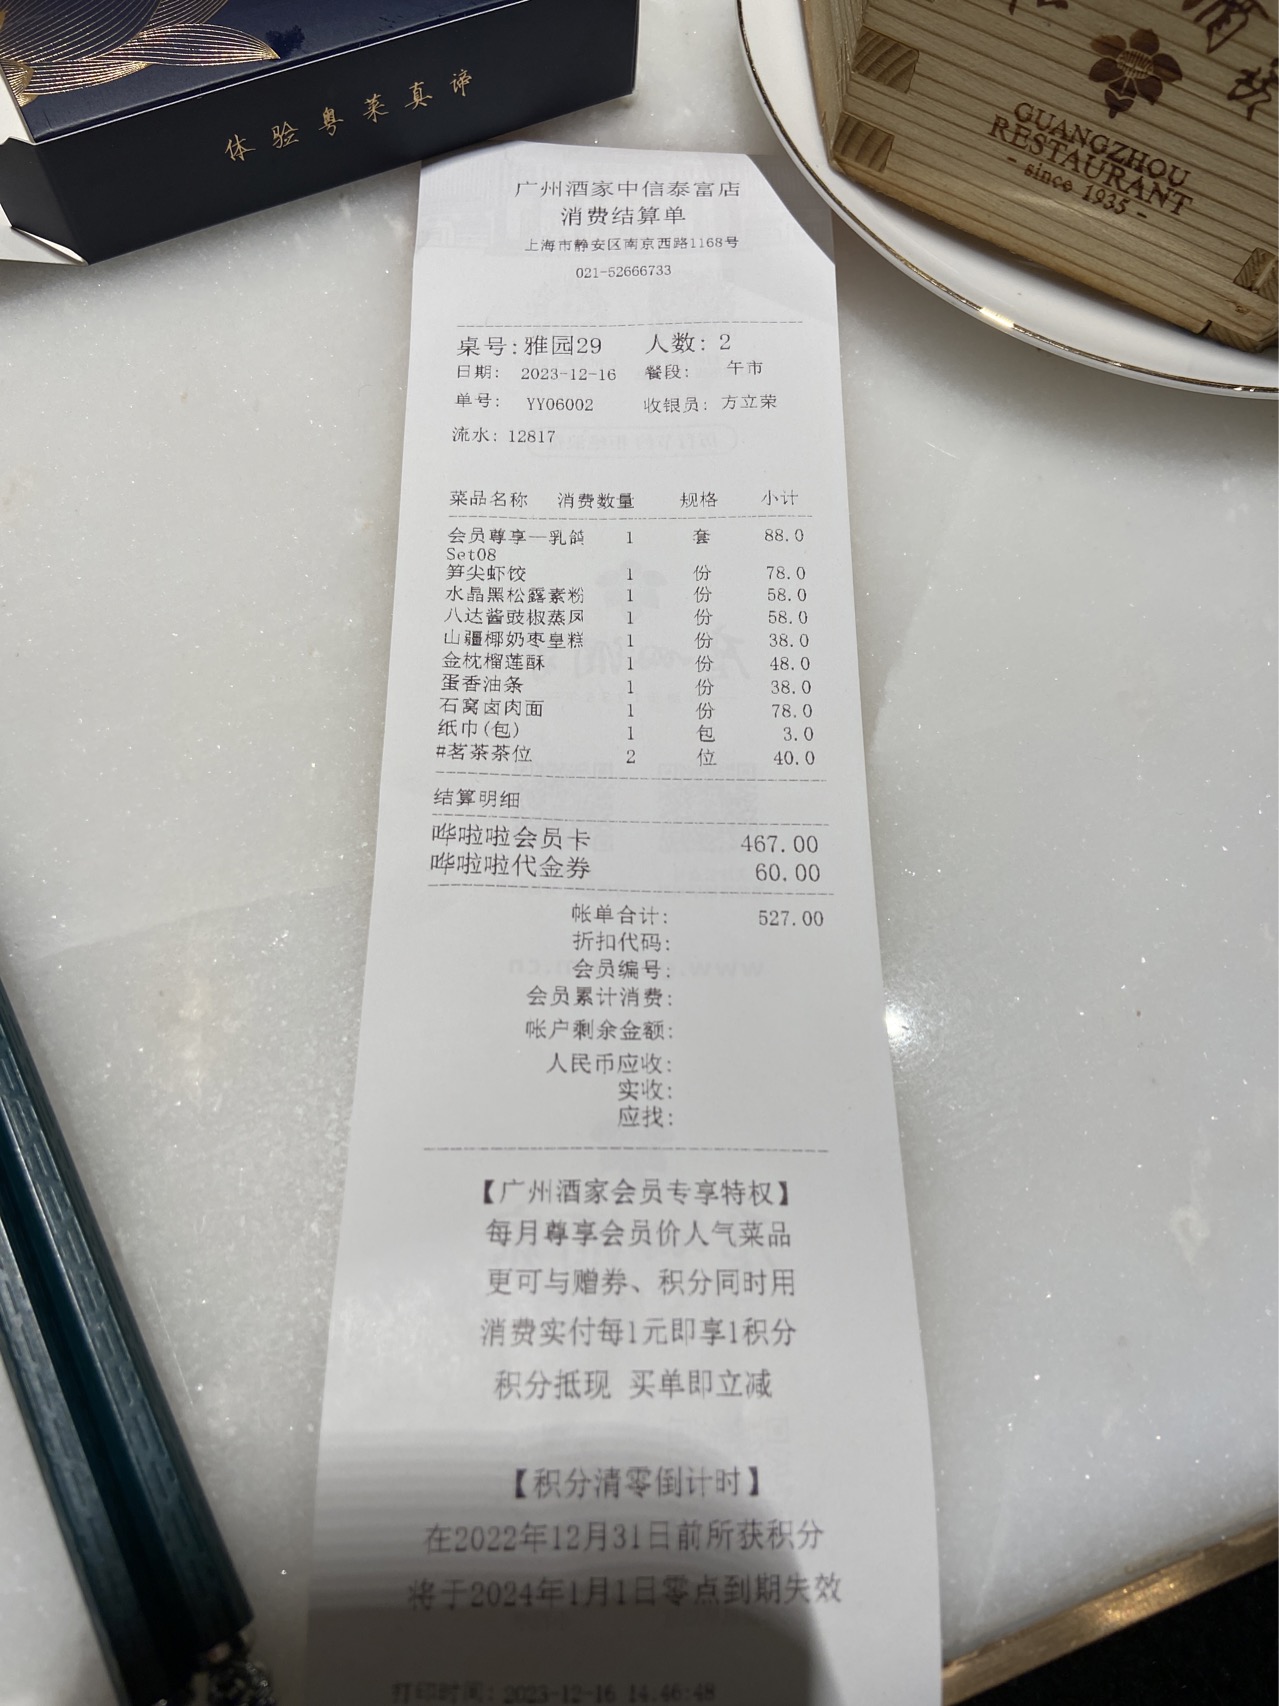 体验粤菜真谛
GUANGZHOU
RESTAURANT
- since 1935 -
广州酒家中信泰富店
消费结算单
上海市静安区南京西路1168号
021-52666733
桌号:雅园29 人数: 2
日期: 2023-12-16 餐段: 午市
单号: YY06002 收银员: 方立荣
流水: 12817
菜品名称 消费数量 规格 小计
会员尊享一乳鸽 1 套 88.0
Set08
笋尖虾饺 1 份 78.0
水晶黑松露素粉 1 份 58.0
八达酱豉椒蒸凤 1 份 58.0
山疆椰奶枣皇糕 1 份 38.0
金枕榴莲酥 1 份 48.0
蛋香油条 1 份 38.0
石窝卤肉面 1 份 78.0
纸巾(包) 1 包 3.0
#茗茶茶位 2 位 40.0
结算明细
哗啦啦会员卡 467.00
哗啦啦代金券 60.00
帐单合计: 527.00
折扣代码:
会员编号:
会员累计消费:
帐户剩余金额:
人民币应收:
实收:
应找:
【广州酒家会员专享特权】
每月尊享会员价人气菜品
更可与赠券、积分同时用
消费实付每1元即享1积分
积分抵现 买单即立减
【积分清零倒计时】
在2022年12月31日前所获积分
将于2024年1月1日零点到期失效
打印时间: 2023-12-16 14.46:48